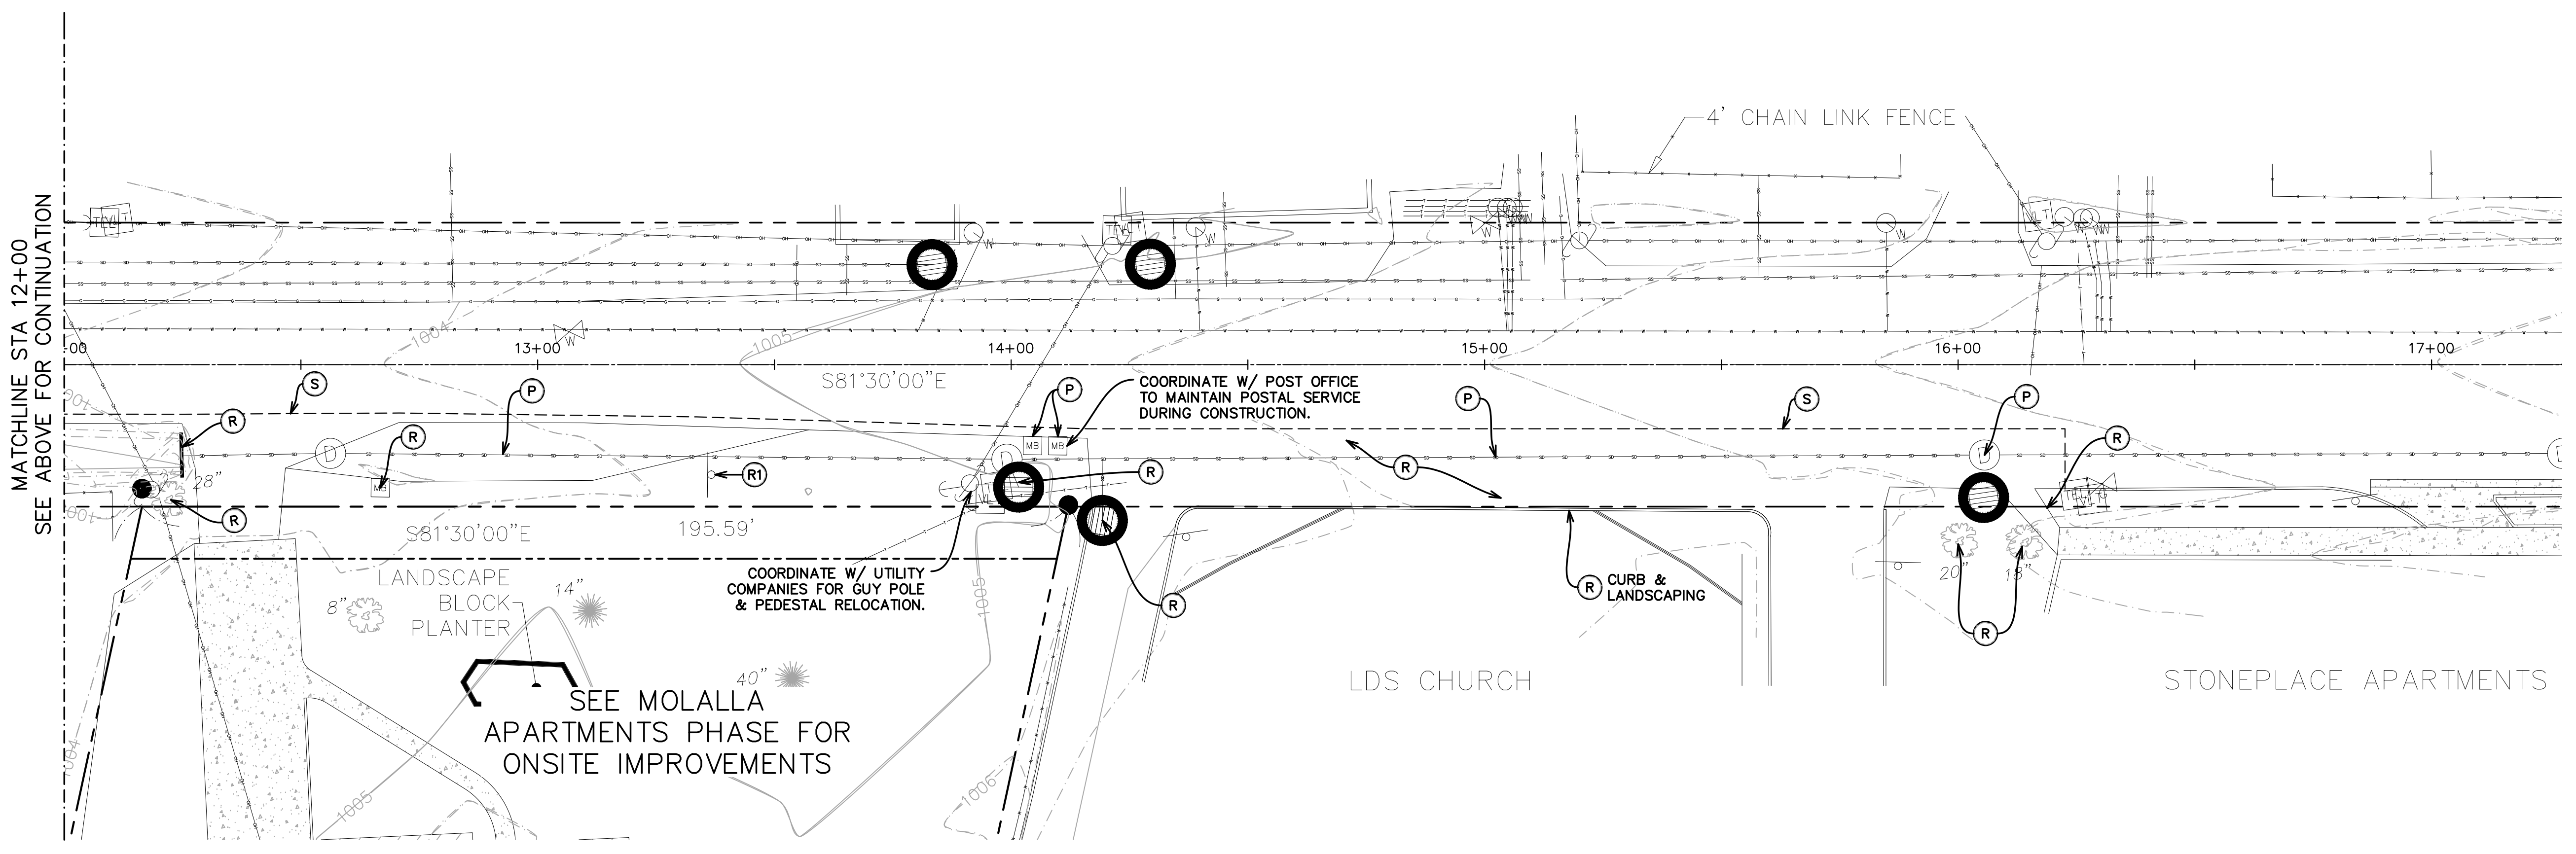 MATCHLINE STA 12+00
SEE ABOVE FOR CONTINUATION
4' CHAIN LINK FENCE
W
W
W
W
W
1004
1005
:00
13+00
14+00
15+00
16+00
17+00
S81°30'00"E
S
P
P
COORDINATE W/ POST OFFICE
TO MAINTAIN POSTAL SERVICE
DURING CONSTRUCTION.
P
S
P
R
R
R
D
MB
MB
D
D
D
R1
R
R
MB
28"
R
S81°30'00"E
195.59'
COORDINATE W/ UTILITY
COMPANIES FOR GUY POLE
& PEDESTAL RELOCATION.
R
R
CURB &
LANDSCAPING
20"
18"
R
LANDSCAPE
BLOCK
PLANTER
8"
14"
40"
1005
SEE MOLALLA
APARTMENTS PHASE FOR
ONSITE IMPROVEMENTS
LDS CHURCH
STONEPLACE APARTMENTS
1004
1005
1006